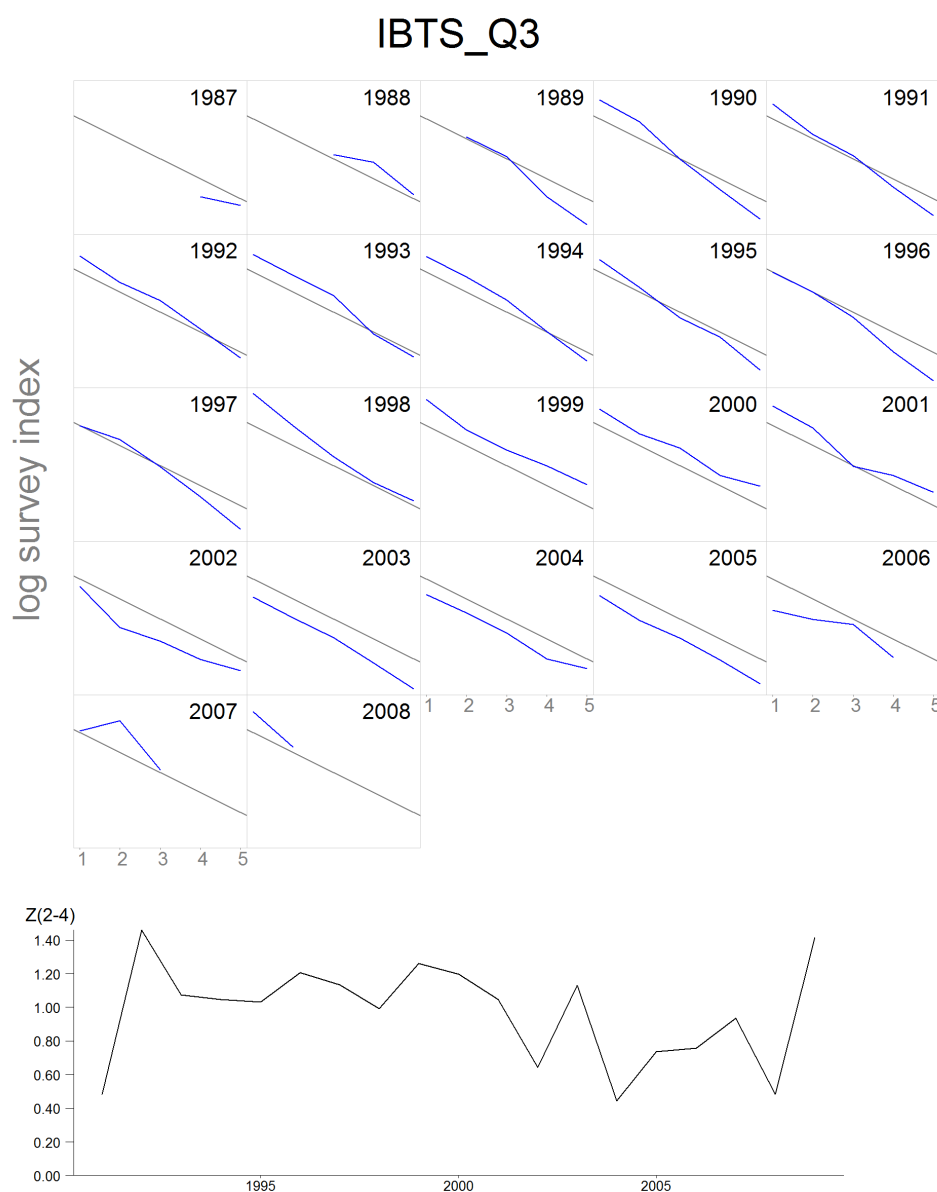 IBTS_Q3
1987 1988 1989 1990 1991
1992 1993 1994 1995 1996
log survey index
1997 1998 1999 2000 2001
2002 2003 2004 2005 2006
1 2 3 4 5 1 2 3 4 5
2007 2008
1 2 3 4 5
Z(2-4)
1.40
1.20
1.00
0.80
0.60
0.40
0.20
0.00
1995 2000 2005